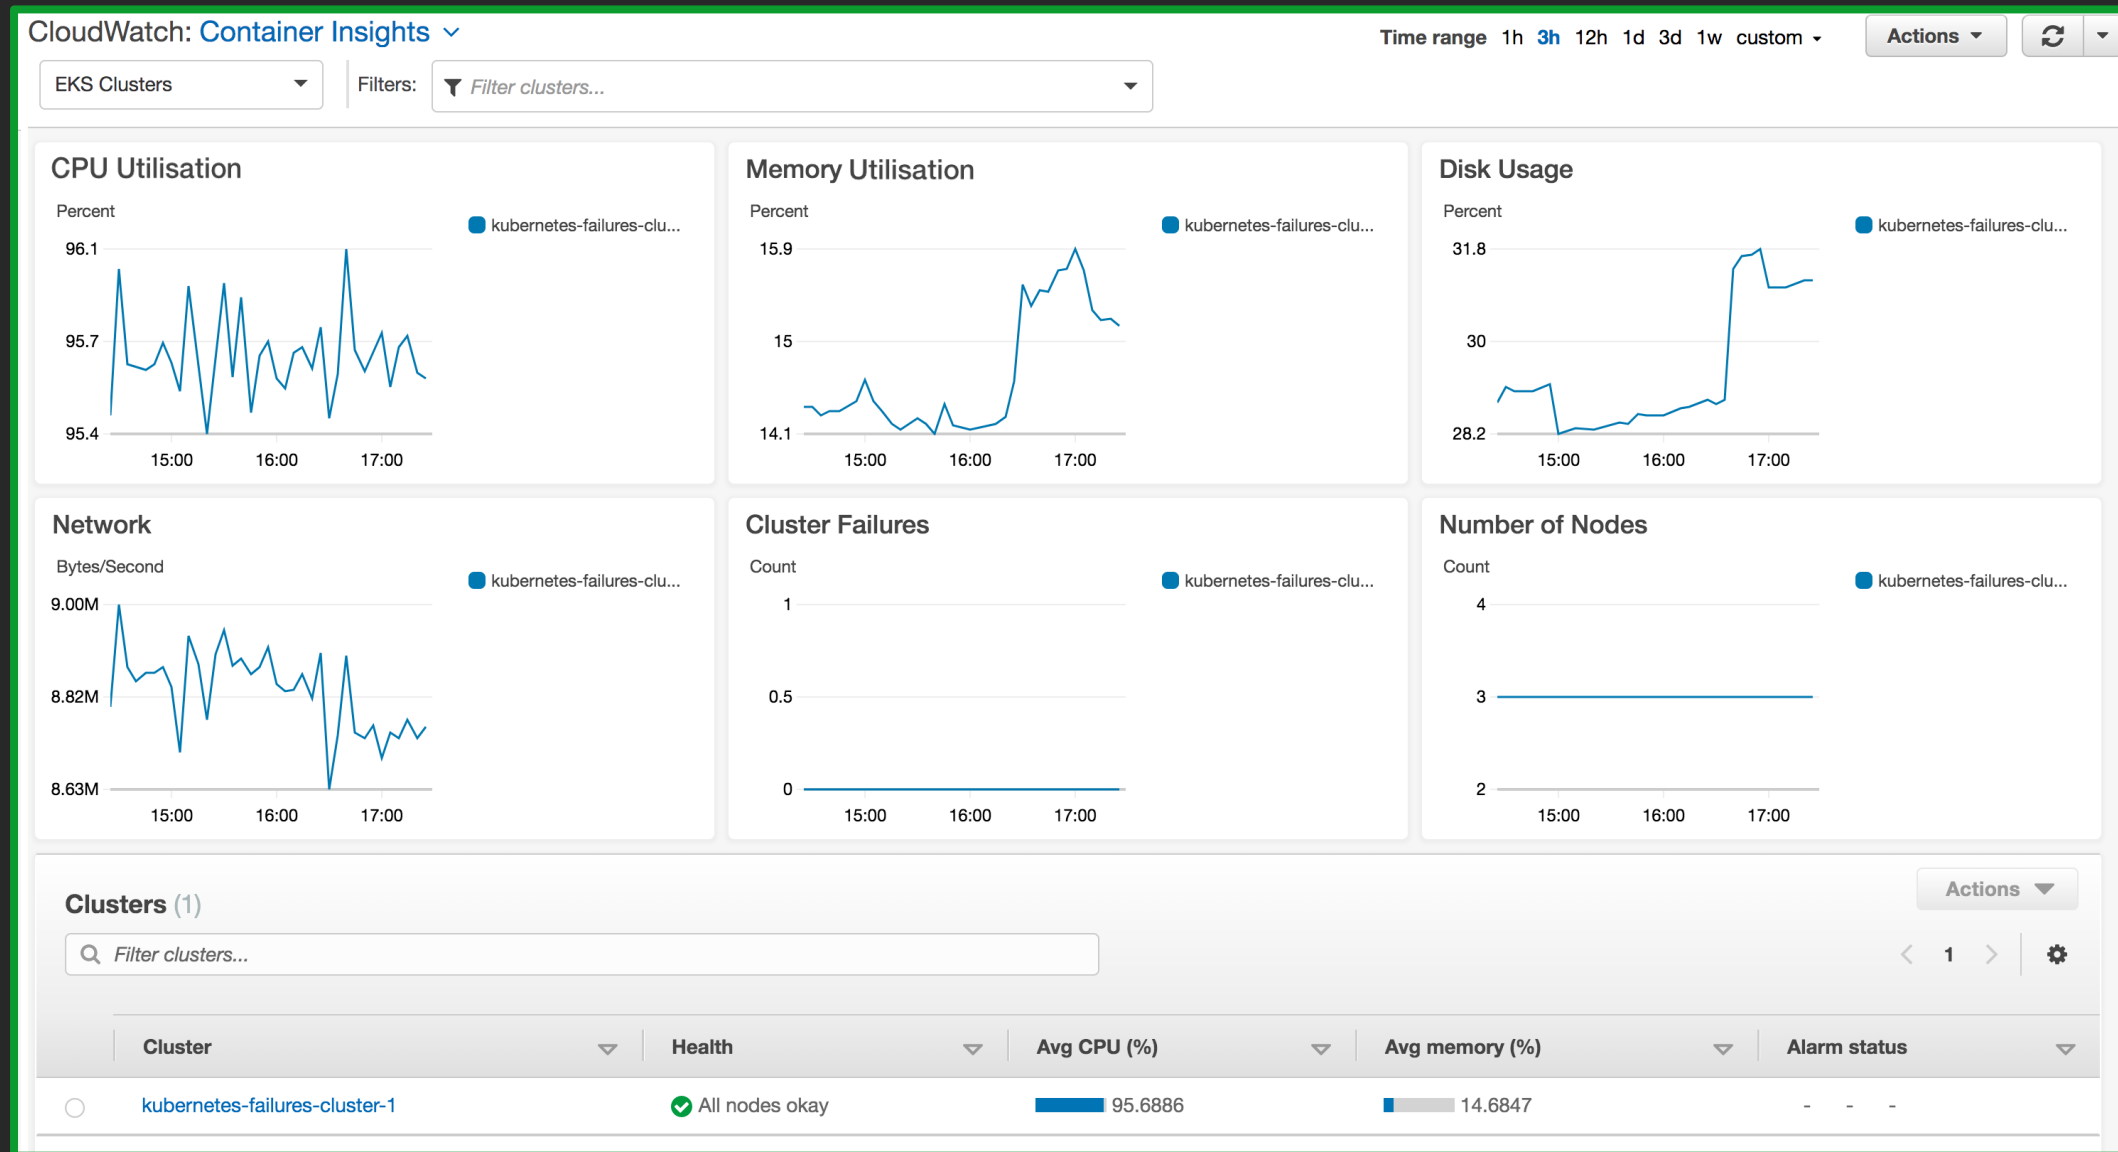 CloudWatch: Container Insights
Time range 1h 3h 12h 1d 3d 1w custom
Actions
EKS Clusters
Filters:
Filter clusters...
CPU Utilisation
Percent
kubernetes-failures-clu...
96.1
95.7
95.4
15:00 16:00 17:00
Memory Utilisation
Percent
kubernetes-failures-clu...
15.9
15
14.1
15:00 16:00 17:00
Disk Usage
Percent
kubernetes-failures-clu...
31.8
30
28.2
15:00 16:00 17:00
Network
Bytes/Second
kubernetes-failures-clu...
9.00M
8.82M
8.63M
15:00 16:00 17:00
Cluster Failures
Count
kubernetes-failures-clu...
1
0.5
0
15:00 16:00 17:00
Number of Nodes
Count
kubernetes-failures-clu...
4
3
2
15:00 16:00 17:00
Clusters (1)
Actions
Filter clusters...
1
Cluster Health Avg CPU (%) Avg memory (%) Alarm status
kubernetes-failures-cluster-1 All nodes okay 95.6886 14.6847 - - -